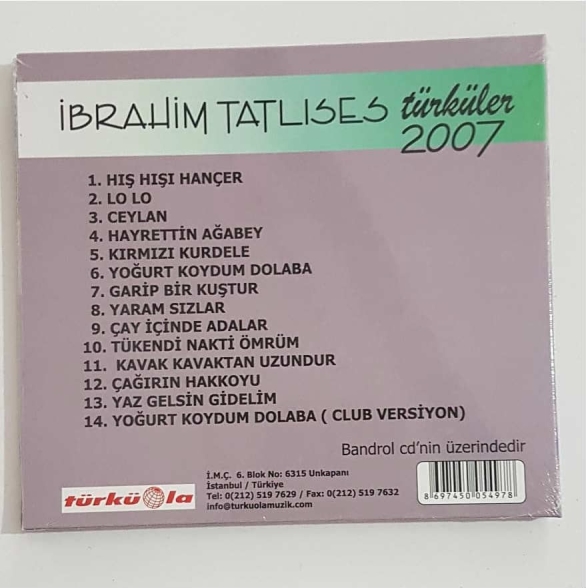 İBRAHİM TATLISES türküler
2007
1. HIŞ HIŞI HANÇER
2. LO LO
3. CEYLAN
4. HAYRETTİN AĞABEY
5. KIRMIZI KURDELE
6. YOĞURT KOYDUM DOLABA
7. GARİP BİR KUŞTUR
8. YARAM SIZLAR
9. ÇAY İÇİNDE ADALAR
10. TÜKENDİ NAKTİ ÖMRÜM
11. KAVAK KAVAKTAN UZUNDUR
12. ÇAĞIRIN HAKKOYU
13. YAZ GELSİN GİDELİM
14. YOĞURT KOYDUM DOLABA ( CLUB VERSİYON)
Bandrol cd'nin üzerindedir
türküola
İ.M.Ç. 6. Blok No: 6315 Unkapanı
İstanbul / Türkiye
Tel: 0(212) 519 7629 / Fax: 0(212) 519 7632
info@turkuolamuzik.com
8 697450 054978